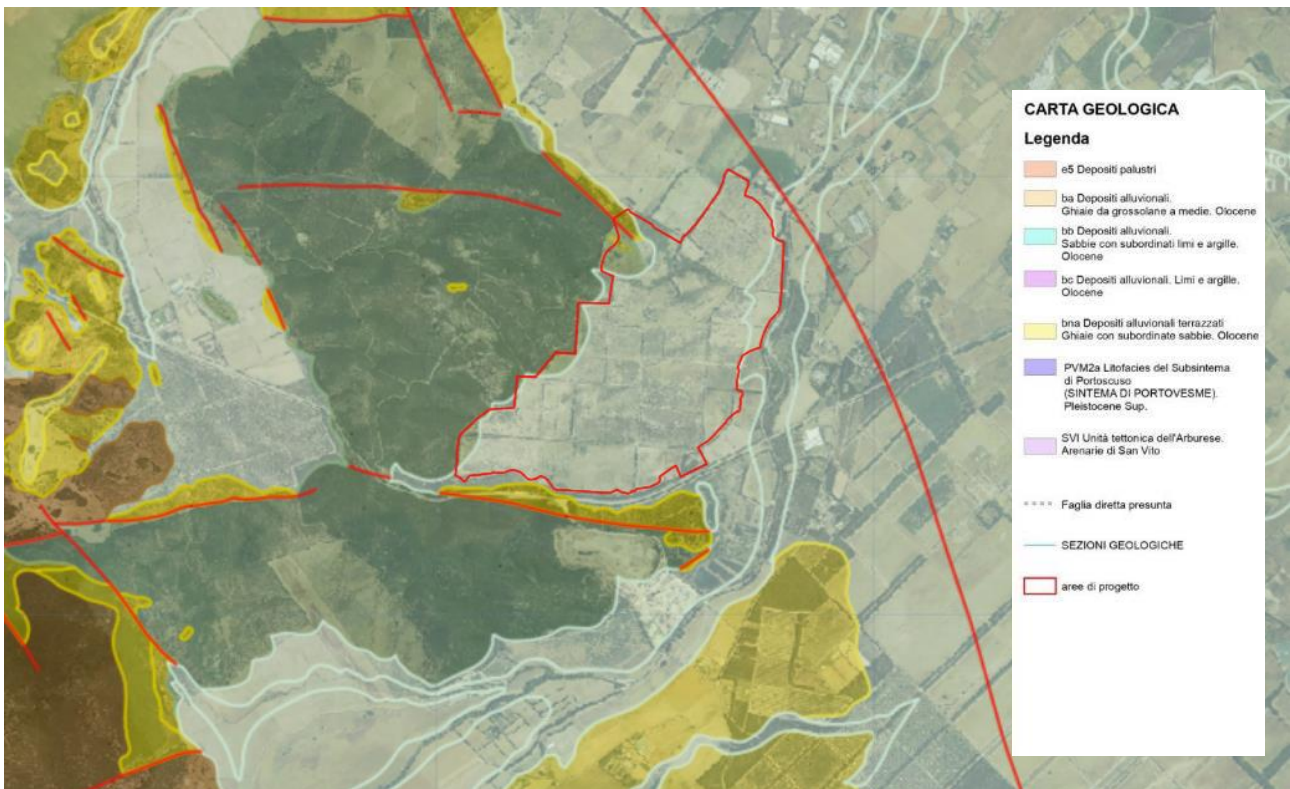 CARTA GEOLOGICA
Legenda
e5 Depositi palustri
ba Depositi alluvionali.
Ghiaie da grossolane a medie. Olocene
bb Depositi alluvionali.
Sabbie con subordinati limi e argille.
Olocene
bc Depositi alluvionali. Limi e argille.
Olocene
bna Depositi alluvionali terrazzati
Ghiaie con subordinate sabbie. Olocene
PVM2a Litofacies del Subsintema
di Portoscuso
(SINTEMA DI PORTOVESME).
Pleistocene Sup.
SVI Unità tettonica dell'Arburese.
Arenarie di San Vito
Faglia diretta presunta
SEZIONI GEOLOGICHE
aree di progetto